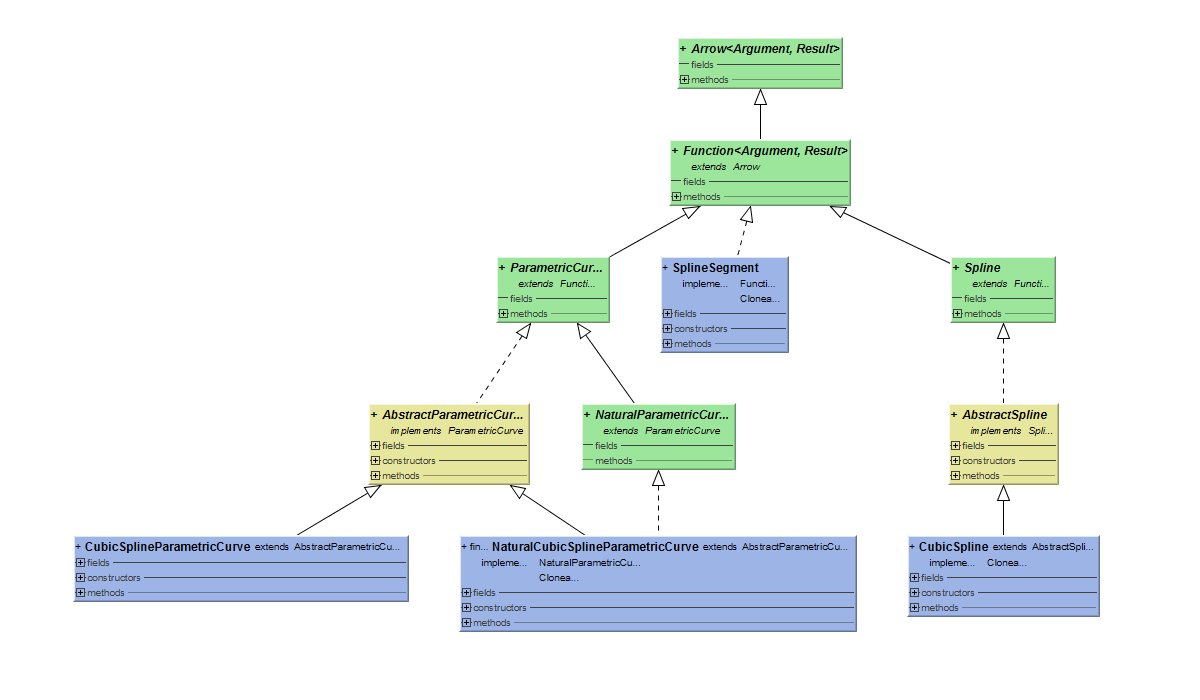 + Arrow<Argument, Result>
fields
methods
+ Function<Argument, Result>
extends Arrow
fields
methods
+ ParametricCur...
extends Functi...
fields
methods
+ SplineSegment
impleme... Functi...
Clonea...
fields
constructors
methods
+ Spline
extends Functi...
fields
methods
+ AbstractParametricCur...
implements ParametricCurve
fields
constructors
methods
+ NaturalParametricCur...
extends ParametricCurve
fields
methods
+ AbstractSpline
implements Spli...
fields
constructors
methods
+ CubicSplineParametricCurve extends AbstractParametricCu...
fields
constructors
methods
+ fin... NaturalCubicSplineParametricCurve extends AbstractParametricCu...
impleme... NaturalParametricCu...
Clonea...
fields
constructors
methods
+ CubicSpline extends AbstractSpli...
impleme... Clonea...
fields
constructors
methods